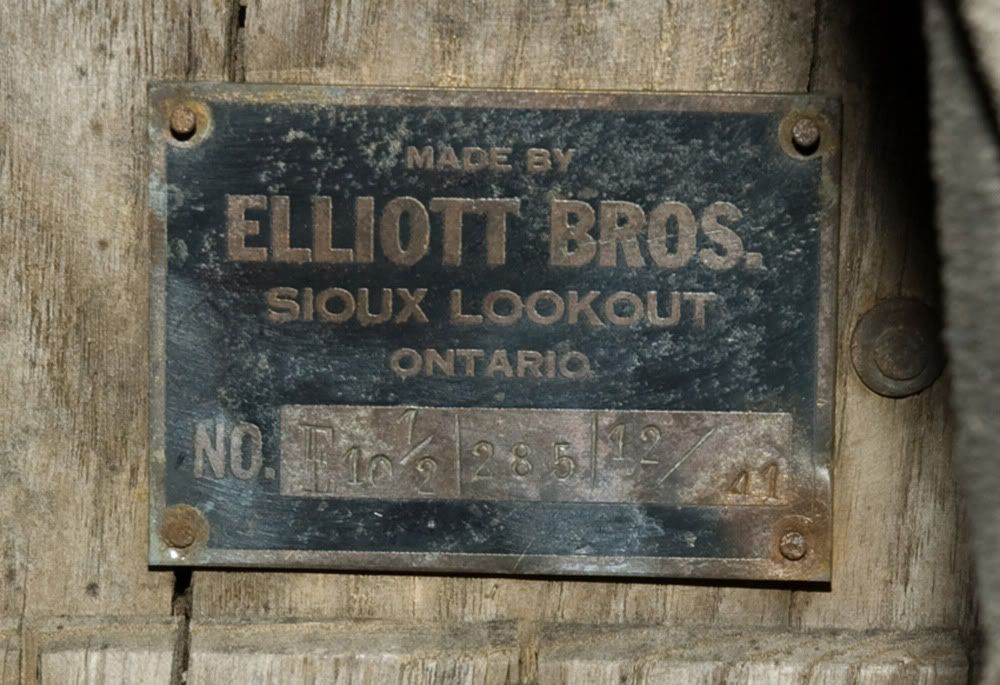 MADE BY
ELLIOTT BROS.
SIOUX LOOKOUT
ONTARIO
NO. E 10 1/2 | 285 | 12/41